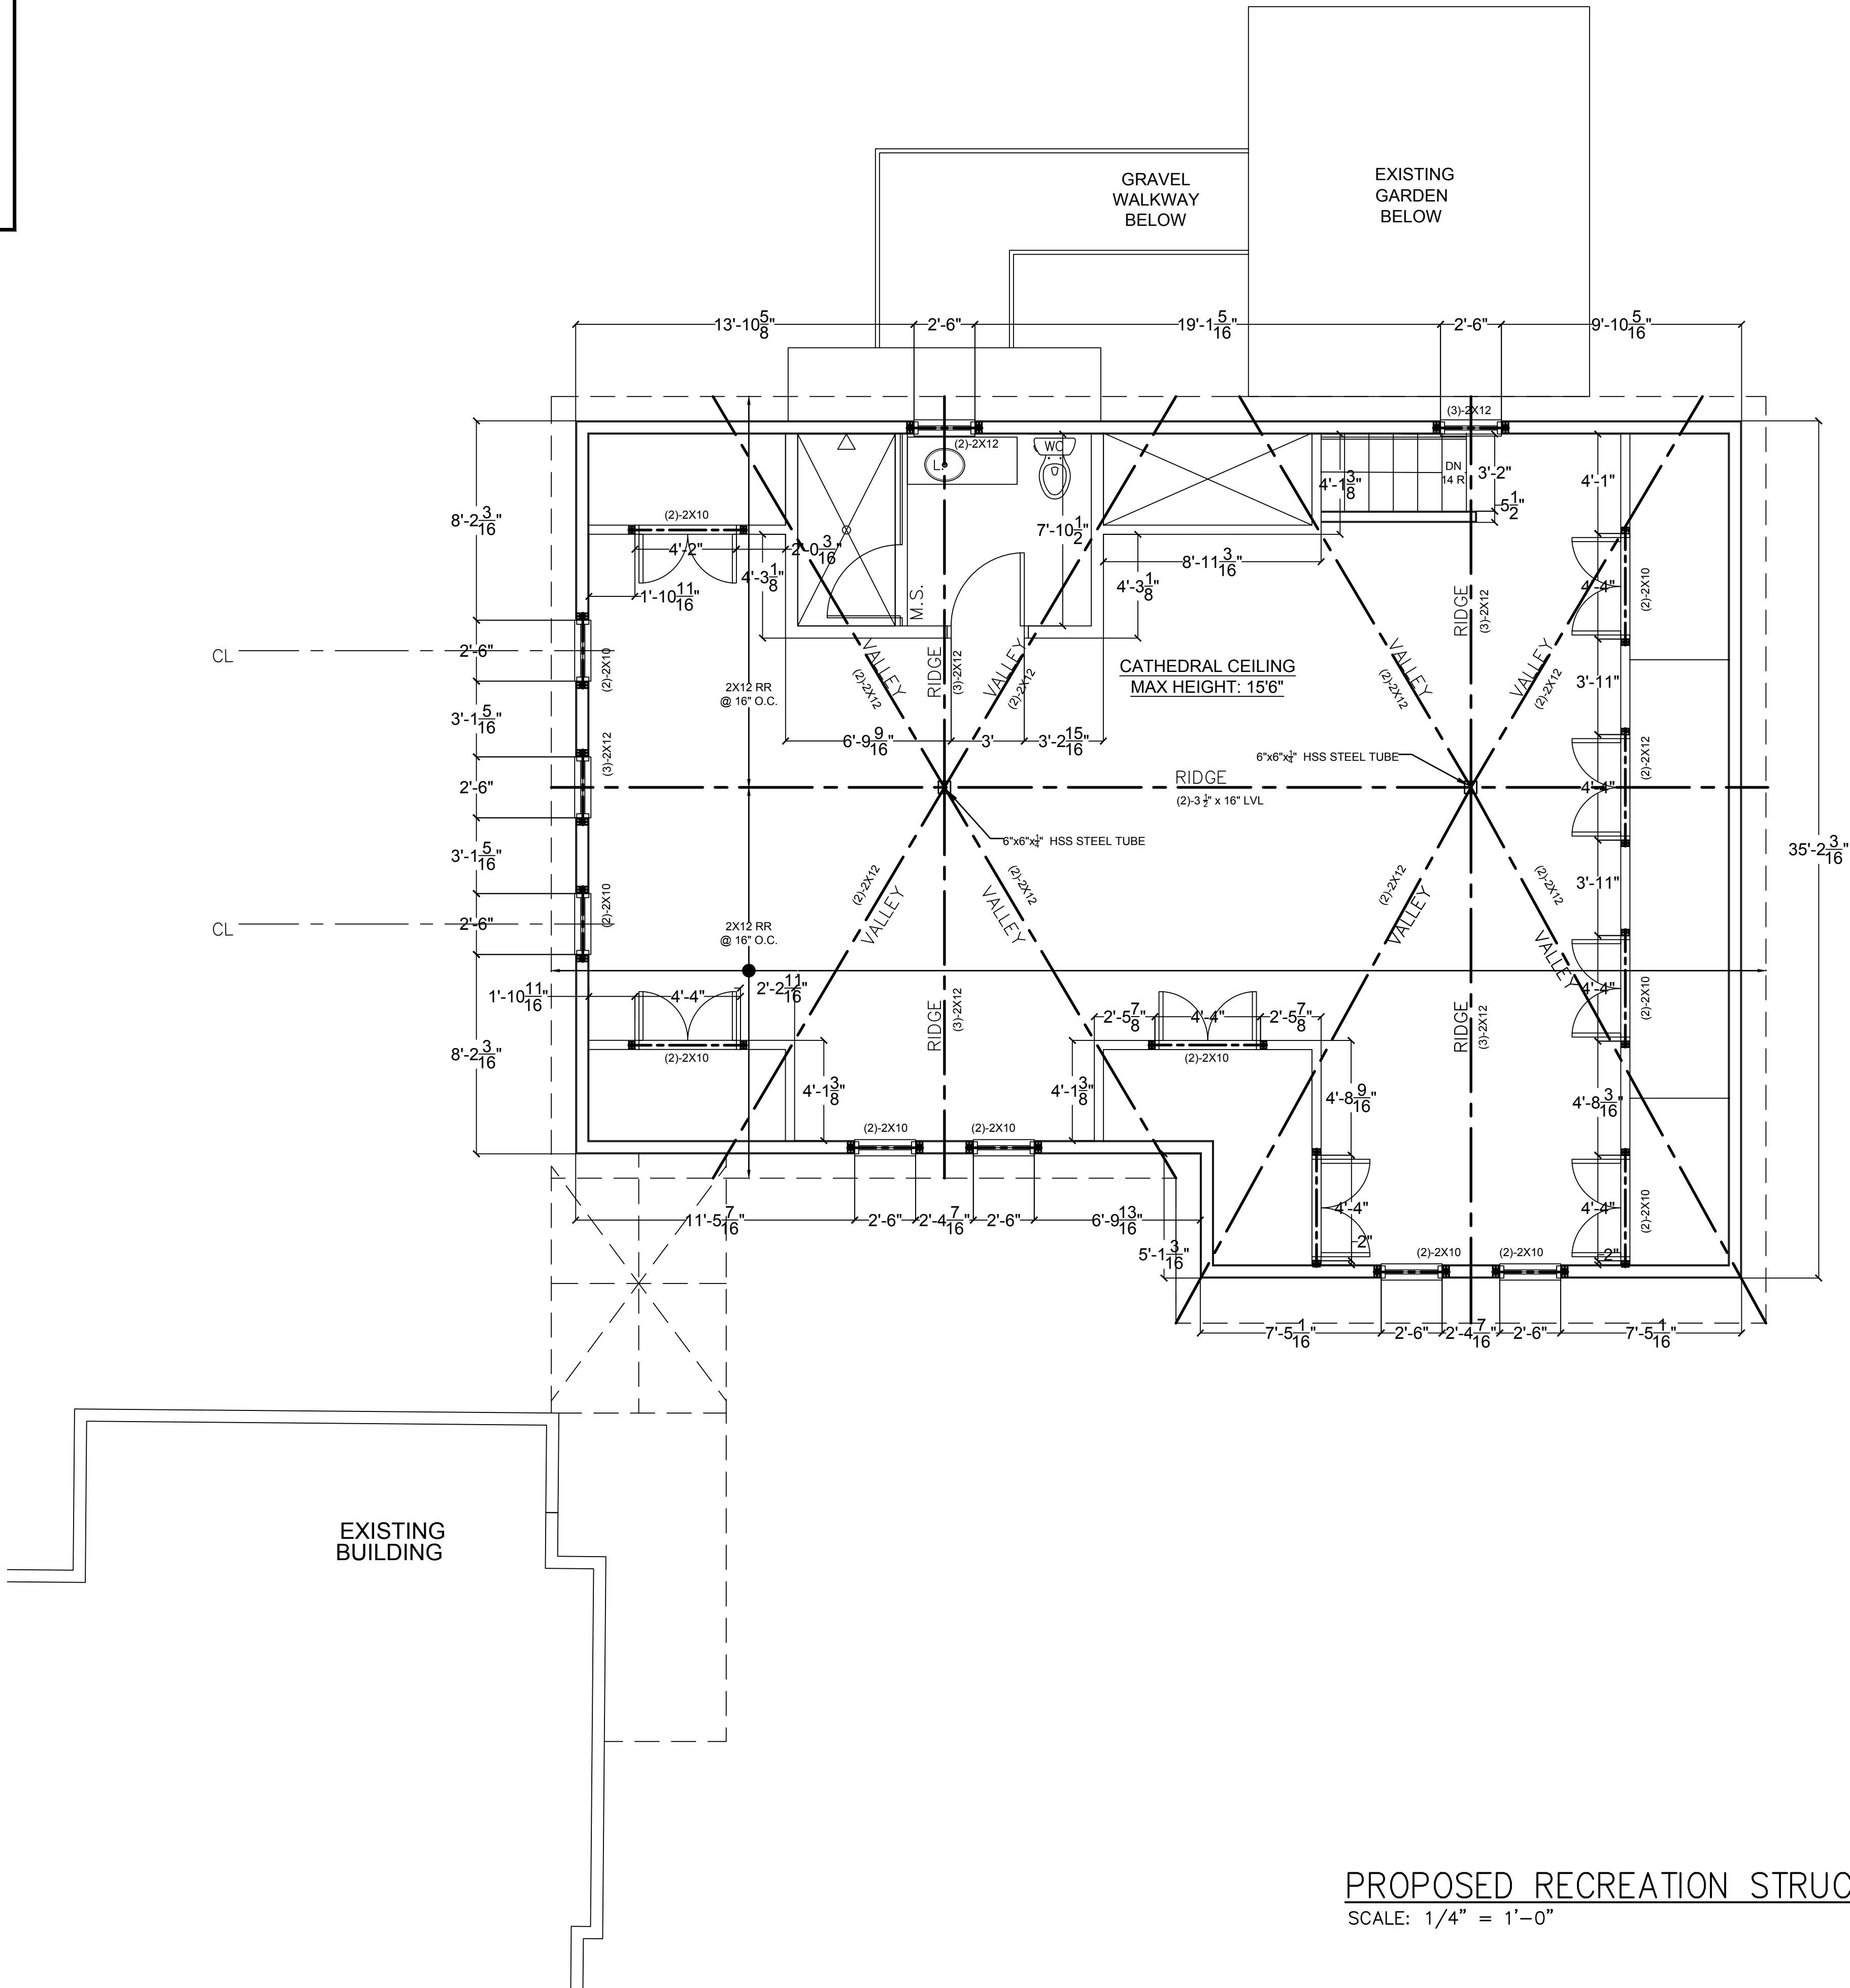 GRAVEL
WALKWAY
BELOW
EXISTING
GARDEN
BELOW
13'-10 5/8"
2'-6"
19'-1 5/16"
2'-6"
9'-10 5/16"
(3)-2X12
(2)-2X12
WC
L.
DN
14 R
3'-2"
5 1/2"
4'-1 3/8"
4'-1"
8'-2 3/16"
(2)-2X10
4'-2"
2'-0 3/16"
7'-10 1/2"
4'-3 1/8"
1'-10 11/16"
M.S.
8'-11 3/16"
4'-3 1/8"
4'-4"
(2)-2X10
RIDGE
(3)-2X12
CL
2'-6"
(2)-2X10
VALLEY
(2)-2X12
RIDGE
(3)-2X12
VALLEY
(2)-2X12
CATHEDRAL CEILING
MAX HEIGHT: 15'6"
VALLEY
(2)-2X12
VALLEY
(2)-2X12
3'-11"
2X12 RR
@ 16" O.C.
3'-1 5/16"
(3)-2X12
6'-9 9/16"
3'
3'-2 15/16"
6"x6"x 1/4" HSS STEEL TUBE
(2)-2X12
2'-6"
RIDGE
(2)-3 1/2" x 16" LVL
4'-4"
6"x6"x 1/4" HSS STEEL TUBE
35'-2 3/16"
3'-1 5/16"
3'-11"
(2)-2X12
VALLEY
(2)-2X12
VALLEY
(2)-2X12
VALLEY
(2)-2X12
VALLEY
CL
2'-6"
(2)-2X10
2X12 RR
@ 16" O.C.
1'-10 11/16"
4'-4"
2'-2 11/16"
RIDGE
(3)-2X12
2'-5 7/8"
4'-4"
2'-5 7/8"
RIDGE
(3)-2X12
4'-4"
(2)-2X10
8'-2 3/16"
(2)-2X10
(2)-2X10
4'-1 3/8"
4'-1 3/8"
4'-8 9/16"
4'-8 3/16"
(2)-2X10
(2)-2X10
4'-4"
4'-4"
(2)-2X10
11'-5 7/16"
2'-6"
2'-4 7/16"
2'-6"
6'-9 13/16"
5'-1 3/16"
2"
2"
(2)-2X10
(2)-2X10
7'-5 1/16"
2'-6"
2'-4 7/16"
2'-6"
7'-5 1/16"
EXISTING
BUILDING
PROPOSED RECREATION STRUC
SCALE: 1/4" = 1'-0"